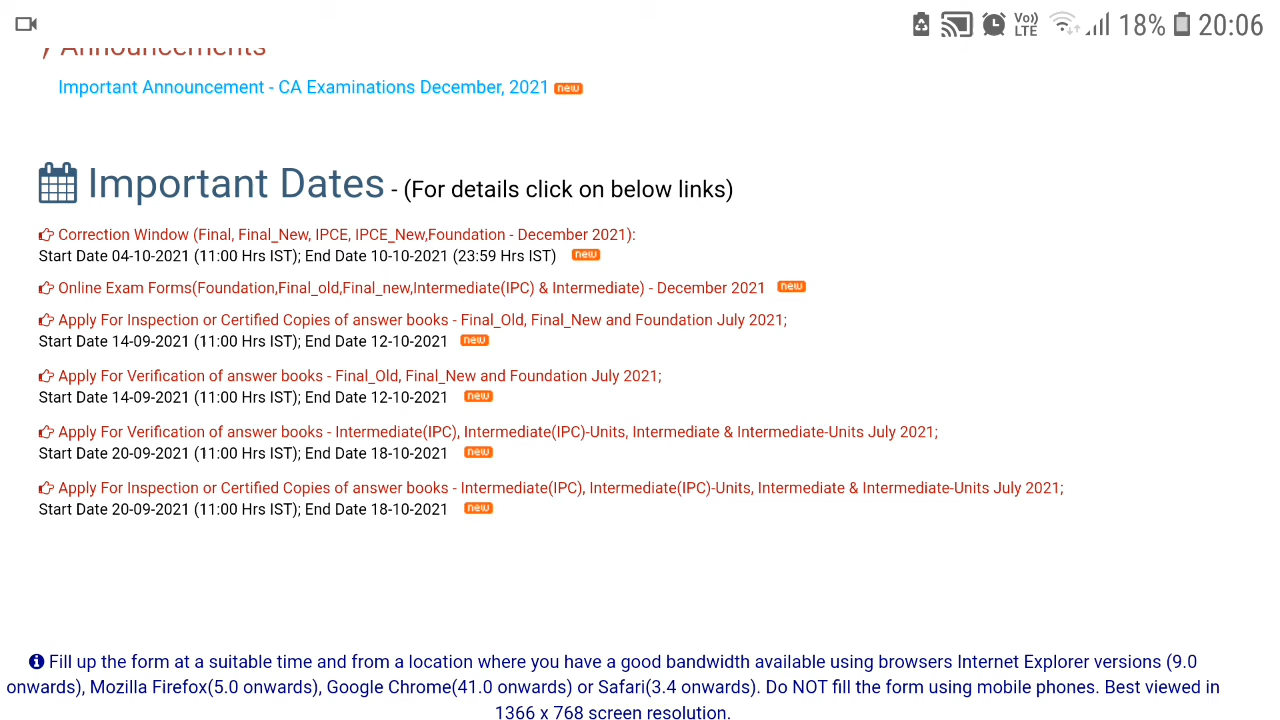 Vo))
LTE
18%
20:06
Announcements
Important Announcement - CA Examinations December, 2021 new
Important Dates - (For details click on below links)
Correction Window (Final, Final_New, IPCE, IPCE_New,Foundation - December 2021):
Start Date 04-10-2021 (11:00 Hrs IST); End Date 10-10-2021 (23:59 Hrs IST) new
Online Exam Forms(Foundation,Final_old,Final_new,Intermediate(IPC) & Intermediate) - December 2021 new
Apply For Inspection or Certified Copies of answer books - Final_Old, Final_New and Foundation July 2021;
Start Date 14-09-2021 (11:00 Hrs IST); End Date 12-10-2021 new
Apply For Verification of answer books - Final_Old, Final_New and Foundation July 2021;
Start Date 14-09-2021 (11:00 Hrs IST); End Date 12-10-2021 new
Apply For Verification of answer books - Intermediate(IPC), Intermediate(IPC)-Units, Intermediate & Intermediate-Units July 2021;
Start Date 20-09-2021 (11:00 Hrs IST); End Date 18-10-2021 new
Apply For Inspection or Certified Copies of answer books - Intermediate(IPC), Intermediate(IPC)-Units, Intermediate & Intermediate-Units July 2021;
Start Date 20-09-2021 (11:00 Hrs IST); End Date 18-10-2021 new
Fill up the form at a suitable time and from a location where you have a good bandwidth available using browsers Internet Explorer versions (9.0
onwards), Mozilla Firefox(5.0 onwards), Google Chrome(41.0 onwards) or Safari(3.4 onwards). Do NOT fill the form using mobile phones. Best viewed in
1366 x 768 screen resolution.